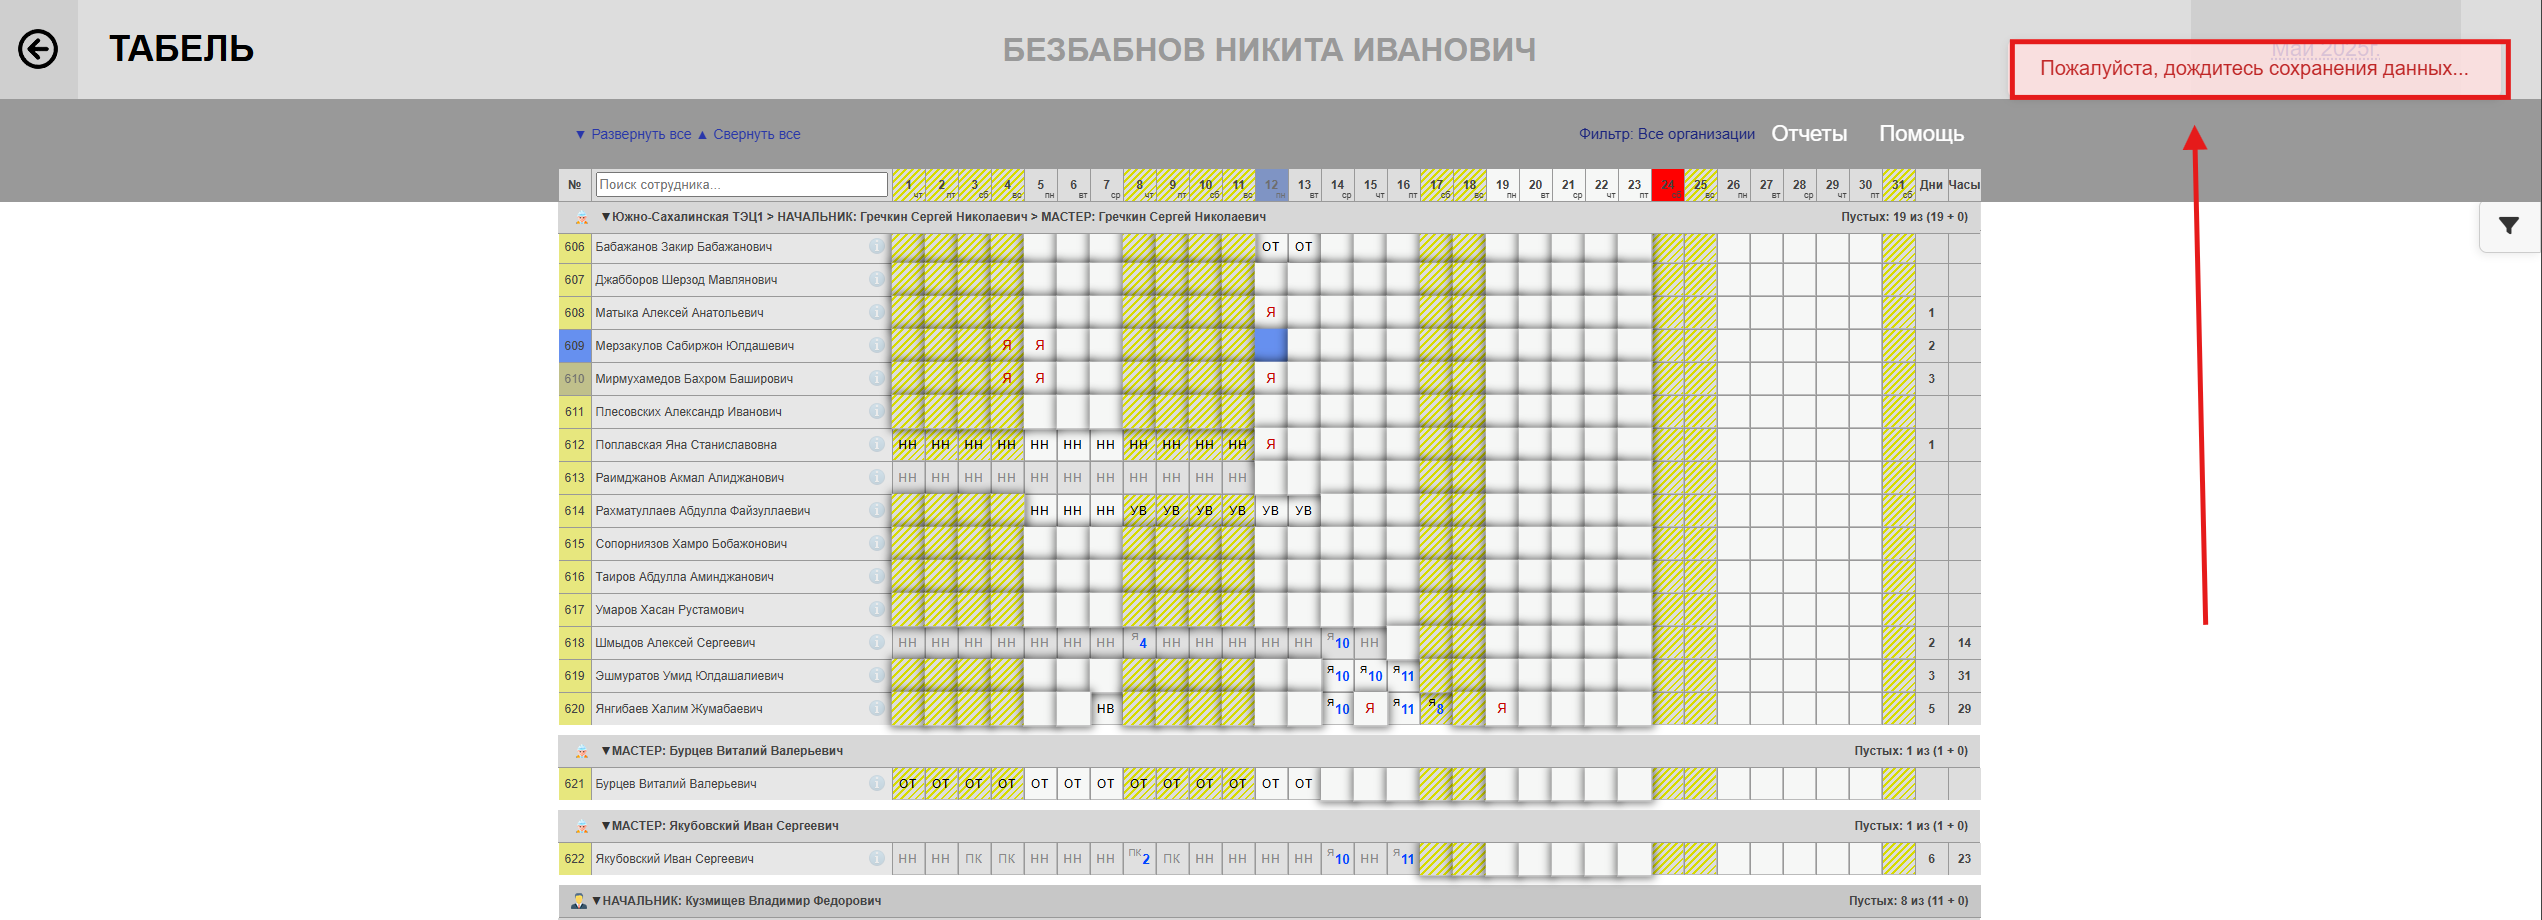 ТАБЕЛЬ
БЕЗБАБНОВ НИКИТА ИВАНОВИЧ
Май 2025г.
Пожалуйста, дождитесь сохранения данных...
▼ Развернуть все ▲ Свернуть все
Фильтр: Все организации Отчеты Помощь
№ Поиск сотрудника... 1 чт 2 пт 3 сб 4 вс 5 пн 6 вт 7 ср 8 чт 9 пт 10 сб 11 вс 12 пн 13 вт 14 ср 15 чт 16 пт 17 сб 18 вс 19 пн 20 вт 21 ср 22 чт 23 пт 24 25 вс 26 пн 27 вт 28 ср 29 чт 30 пт 31 сб Дни Часы
▼Южно-Сахалинская ТЭЦ1 > НАЧАЛЬНИК: Гречкин Сергей Николаевич > МАСТЕР: Гречкин Сергей Николаевич Пустых: 19 из (19 + 0)
606 Бабажанов Закир Бабажанович ОТ ОТ
607 Джабборов Шерзод Мавлянович
608 Матыка Алексей Анатольевич Я 1
609 Мерзакулов Сабиржон Юлдашевич Я Я 2
610 Мирмухамедов Бахром Баширович Я Я Я 3
611 Плесовских Александр Иванович
612 Поплавская Яна Станиславовна НН НН НН НН НН НН НН НН НН НН НН Я 1
613 Раимджанов Акмал Алиджанович НН НН НН НН НН НН НН НН НН НН НН
614 Рахматуллаев Абдулла Файзуллаевич НН НН НН УВ УВ УВ УВ УВ УВ
615 Сопорниязов Хамро Бобажонович
616 Таиров Абдулла Аминджанович
617 Умаров Хасан Рустамович
618 Шмыдов Алексей Сергеевич НН НН НН НН НН НН НН Я 4 НН НН НН НН НН Я 10 НН 2 14
619 Эшмуратов Умид Юлдашалиевич Я 10 Я 10 Я 11 3 31
620 Янгибаев Халим Жумабаевич НВ Я 10 Я Я 11 Я 8 Я 5 29
▼МАСТЕР: Бурцев Виталий Валерьевич Пустых: 1 из (1 + 0)
621 Бурцев Виталий Валерьевич ОТ ОТ ОТ ОТ ОТ ОТ ОТ ОТ ОТ ОТ ОТ ОТ ОТ
▼МАСТЕР: Якубовский Иван Сергеевич Пустых: 1 из (1 + 0)
622 Якубовский Иван Сергеевич НН НН ПК ПК НН НН НН ПК 2 ПК НН НН НН НН Я 10 НН Я 11 6 23
▼НАЧАЛЬНИК: Кузмищев Владимир Федорович Пустых: 8 из (11 + 0)